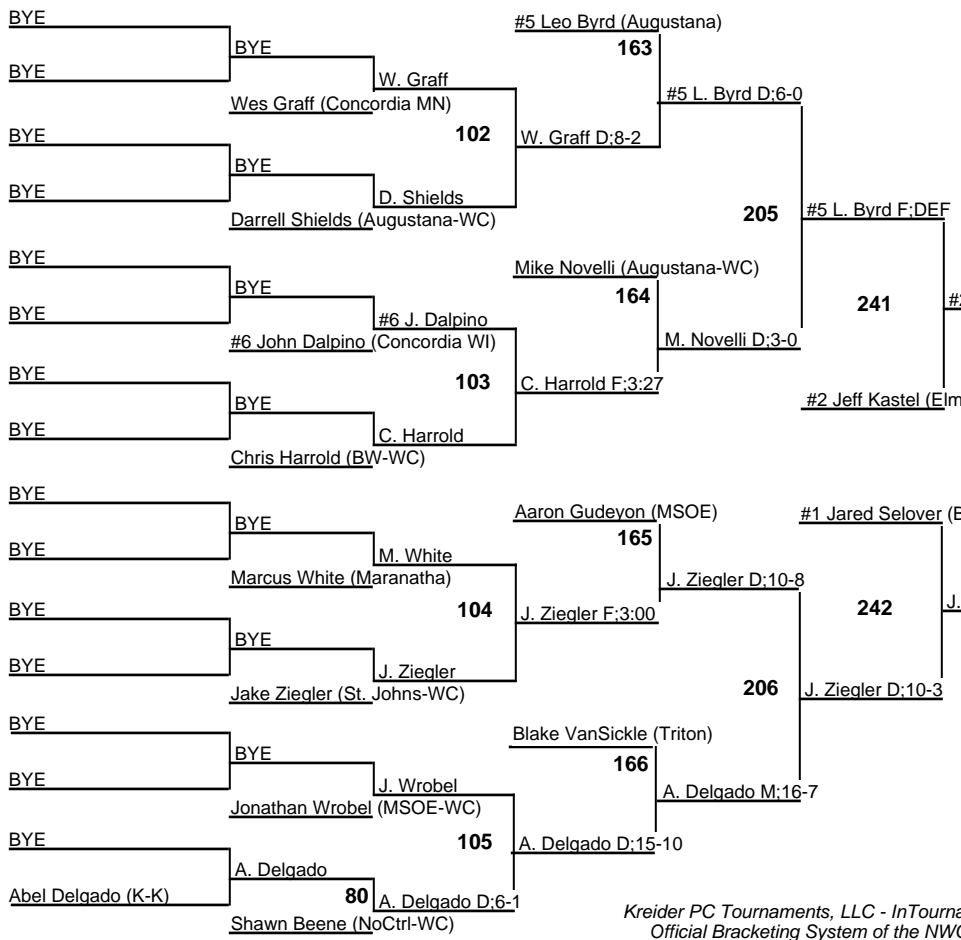 BYE
#5 Leo Byrd (Augustana)
BYE
163
BYE
W. Graff
#5 L. Byrd D;6-0
Wes Graff (Concordia MN)
102
BYE
W. Graff D;8-2
BYE
BYE
D. Shields
205
#5 L. Byrd F;DEF
Darrell Shields (Augustana-WC)
BYE
Mike Novelli (Augustana-WC)
BYE
164
241
BYE
#6 J. Dalpino
#6 John Dalpino (Concordia WI)
M. Novelli D;3-0
BYE
103
C. Harrold F;3:27
BYE
#2 Jeff Kastel (Elm
BYE
C. Harrold
Chris Harrold (BW-WC)
BYE
Aaron Gudeyon (MSOE)
#1 Jared Selover (B
BYE
165
BYE
M. White
Marcus White (Maranatha)
J. Ziegler D;10-8
BYE
104
J. Ziegler F;3:00
242
J.
BYE
BYE
J. Ziegler
Jake Ziegler (St. Johns-WC)
206
J. Ziegler D;10-3
BYE
Blake VanSickle (Triton)
BYE
166
BYE
J. Wrobel
Jonathan Wrobel (MSOE-WC)
A. Delgado M;16-7
BYE
105
A. Delgado D;15-10
A. Delgado
Abel Delgado (K-K)
80
A. Delgado D;6-1
Shawn Beene (NoCtrl-WC)
Kreider PC Tournaments, LLC - InTourna
Official Bracketing System of the NWC